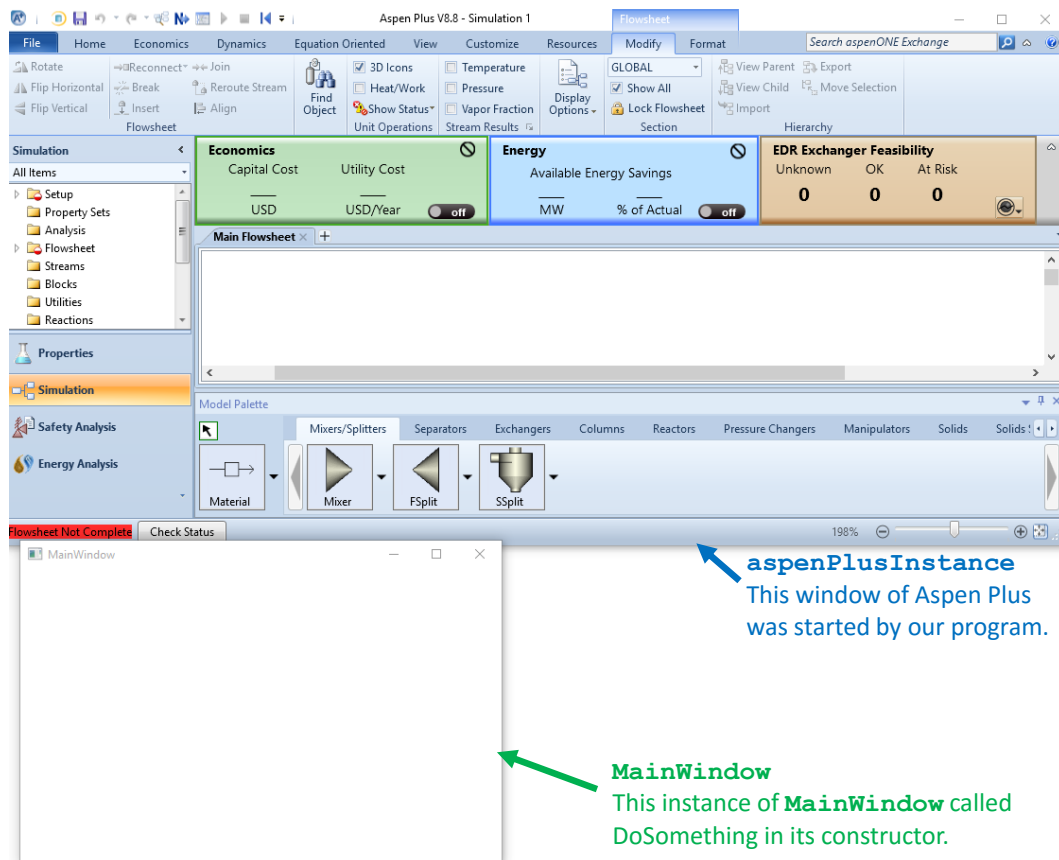 Aspen Plus V8.8 - Simulation 1
Flowsheet
File Home Economics Dynamics Equation Oriented View Customize Resources Modify Format Search aspenONE Exchange
Rotate Reconnect Join
Flip Horizontal Break Reroute Stream
Flip Vertical Insert Align
Flowsheet
Find Object
3D Icons
Heat/Work
Show Status
Unit Operations
Temperature
Pressure
Vapor Fraction
Stream Results
Display Options
GLOBAL
Show All
Lock Flowsheet
Section
View Parent Export
View Child Move Selection
Import
Hierarchy
Simulation
All Items
Setup
Property Sets
Analysis
Flowsheet
Streams
Blocks
Utilities
Reactions
Properties
Simulation
Safety Analysis
Energy Analysis
Economics
Capital Cost Utility Cost
USD USD/Year off
Energy
Available Energy Savings
MW % of Actual off
EDR Exchanger Feasibility
Unknown OK At Risk
0 0 0
Main Flowsheet
Model Palette
Mixers/Splitters Separators Exchangers Columns Reactors Pressure Changers Manipulators Solids Solids
Material Mixer FSplit SSplit
Flowsheet Not Complete Check Status 198%
MainWindow
aspenPlusInstance
This window of Aspen Plus
was started by our program.
MainWindow
This instance of MainWindow called
DoSomething in its constructor.